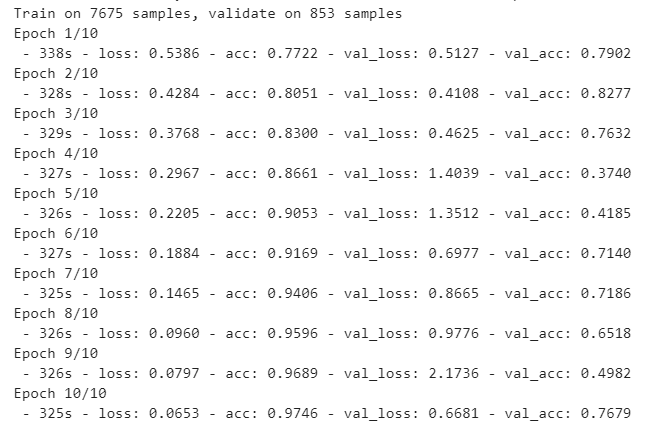 Train on 7675 samples, validate on 853 samples
Epoch 1/10
 - 338s - loss: 0.5386 - acc: 0.7722 - val_loss: 0.5127 - val_acc: 0.7902
Epoch 2/10
 - 328s - loss: 0.4284 - acc: 0.8051 - val_loss: 0.4108 - val_acc: 0.8277
Epoch 3/10
 - 329s - loss: 0.3768 - acc: 0.8300 - val_loss: 0.4625 - val_acc: 0.7632
Epoch 4/10
 - 327s - loss: 0.2967 - acc: 0.8661 - val_loss: 1.4039 - val_acc: 0.3740
Epoch 5/10
 - 326s - loss: 0.2205 - acc: 0.9053 - val_loss: 1.3512 - val_acc: 0.4185
Epoch 6/10
 - 327s - loss: 0.1884 - acc: 0.9169 - val_loss: 0.6977 - val_acc: 0.7140
Epoch 7/10
 - 325s - loss: 0.1465 - acc: 0.9406 - val_loss: 0.8665 - val_acc: 0.7186
Epoch 8/10
 - 326s - loss: 0.0960 - acc: 0.9596 - val_loss: 0.9776 - val_acc: 0.6518
Epoch 9/10
 - 326s - loss: 0.0797 - acc: 0.9689 - val_loss: 2.1736 - val_acc: 0.4982
Epoch 10/10
 - 325s - loss: 0.0653 - acc: 0.9746 - val_loss: 0.6681 - val_acc: 0.7679